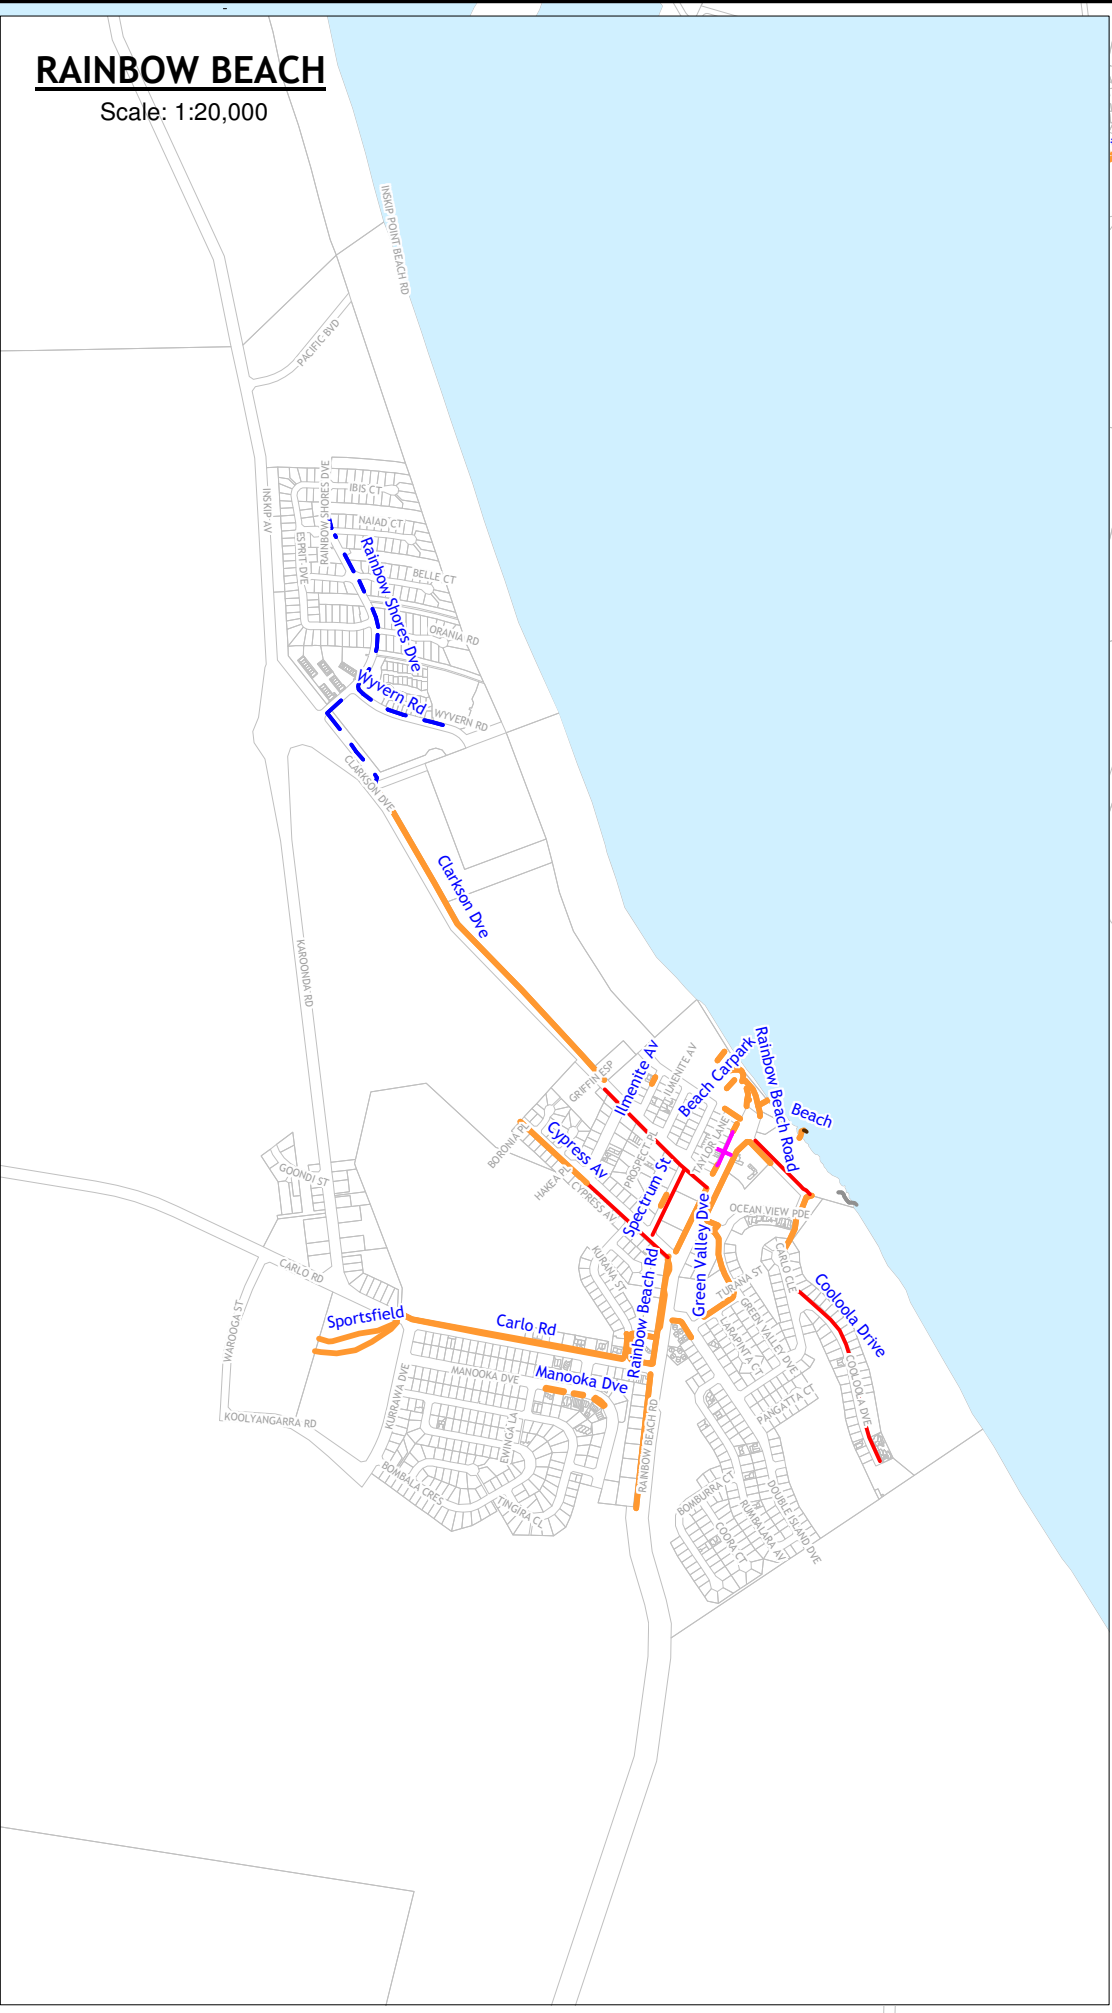 RAINBOW BEACH
Scale: 1:20,000
INSKIP POINT BEACH RD
PACIFIC BVD
INSKIP AV
RAINBOW SHORES DVE
IBIS CT
NAIAD CT
ESPRIT DVE
Rainbow Shores Dve
BELLE CT
ORANIA RD
Wyvern Rd
WYVERN RD
CLARKSON DVE
Clarkson Dve
KAROONDA RD
GRIFFIN ESP
Ilmenite Av
ILMENITE AV
Beach Carpark
Rainbow Beach Road
Beach
BORONIA PL
Cypress Av
HAKEA PL
CYPRESS AV
PROSPECT PL
TAYLOR LANE
Spectrum St
GOONDI ST
OCEAN VIEW PDE
Green Valley Dve
CARLO CLE
KURANA ST
CARLO RD
TURANA ST
Rainbow Beach Rd
Cooloola Drive
GREEN VALLEY DVE
WAROOGA ST
Sportsfield
Carlo Rd
LARAPINTA CT
MANOOKA DVE
Manooka Dve
COOLOOLA DVE
KURRAWA DVE
PANGATTA CT
KOOLYANGARRA RD
EWINGA LA
RAINBOW BEACH RD
BOMBALA CRES
TINGIRA CL
BOMBURRA CT
DOUBLE ISLAND DVE
RUMBALARA AV
COORA CT